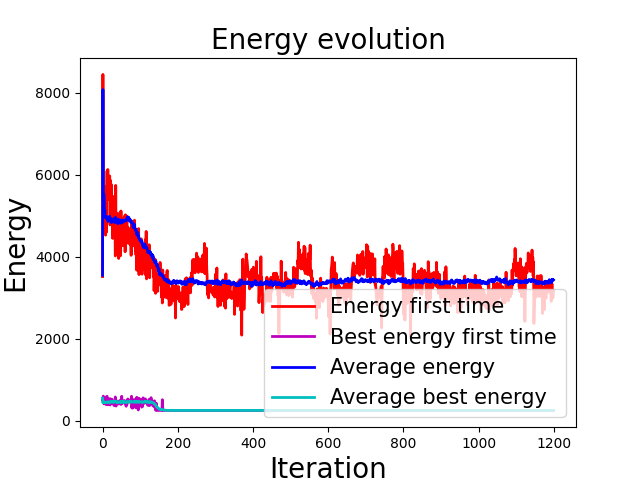 Energy evolution
Energy
8000
6000
4000
2000
0
Energy first time
Best energy first time
Average energy
Average best energy
0 200 400 600 800 1000 1200
Iteration